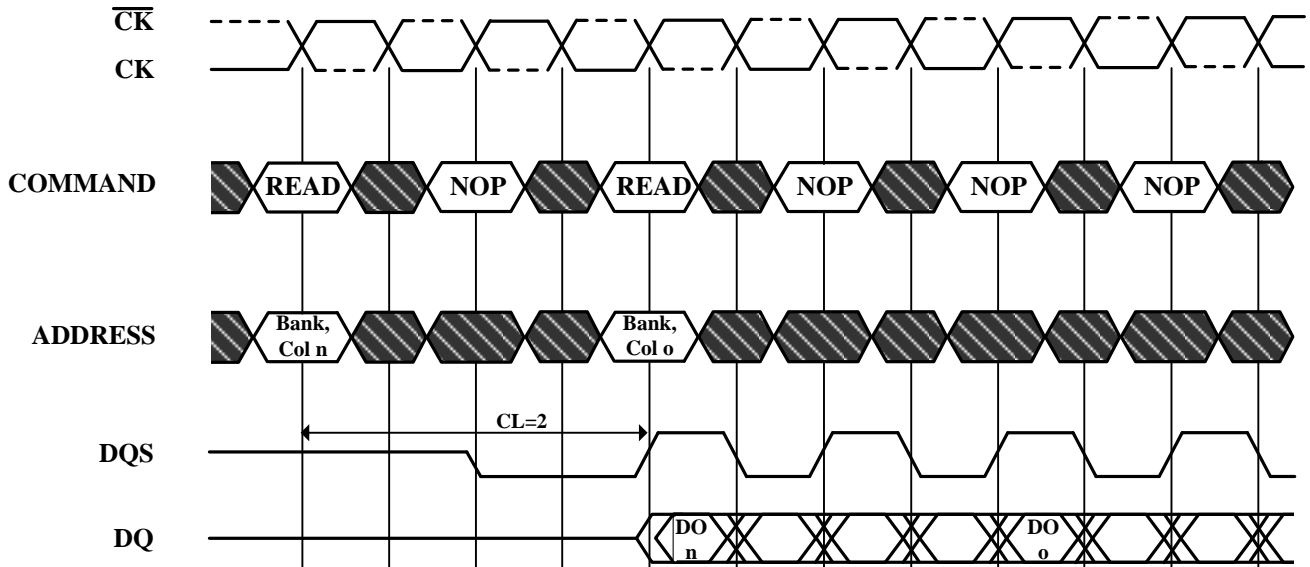 CK
CK
COMMAND
READ NOP READ NOP NOP NOP
ADDRESS
Bank,
Col n
Bank,
Col o
CL=2
DQS
DQ
DO
n
DO
o